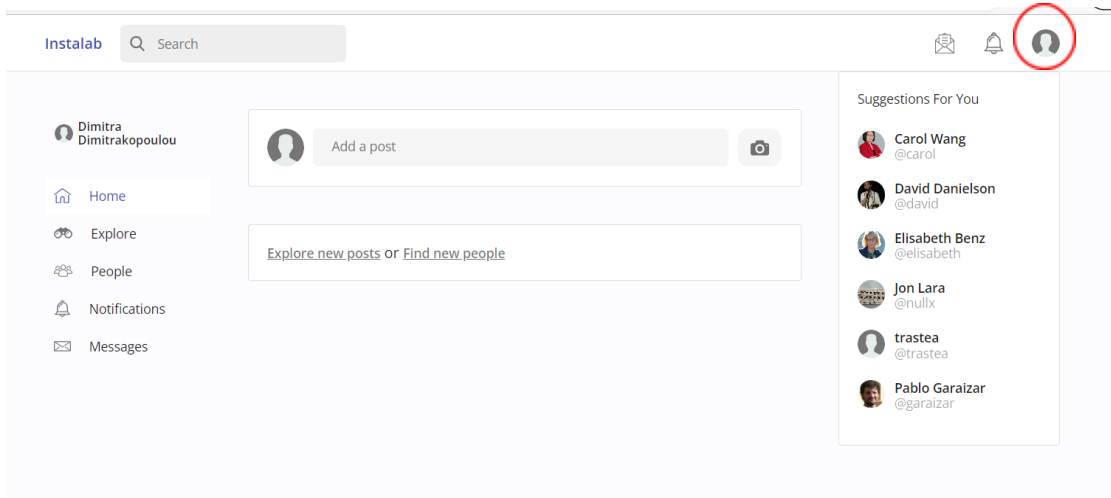 Instalab
Search
Dimitra
Dimitrakopoulou
Home
Explore
People
Notifications
Messages
Add a post
Explore new posts or Find new people
Suggestions For You
Carol Wang
@carol
David Danielson
@david
Elisabeth Benz
@elisabeth
Jon Lara
@nullx
trastea
@trastea
Pablo Garaizar
@garaizar